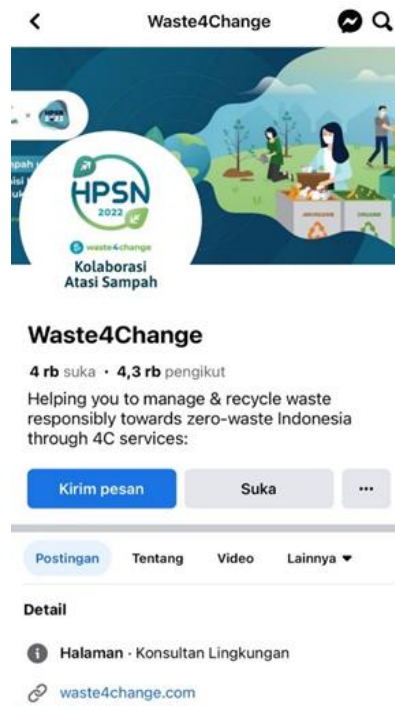 Waste4Change
HPSN
2022
waste4change
Kolaborasi
Atasi Sampah
ANORGANIK
ORGANIK
Waste4Change
4 rb suka · 4,3 rb pengikut
Helping you to manage & recycle waste
responsibly towards zero-waste Indonesia
through 4C services:
Kirim pesan
Suka
Postingan
Tentang
Video
Lainnya
Detail
Halaman · Konsultan Lingkungan
waste4change.com